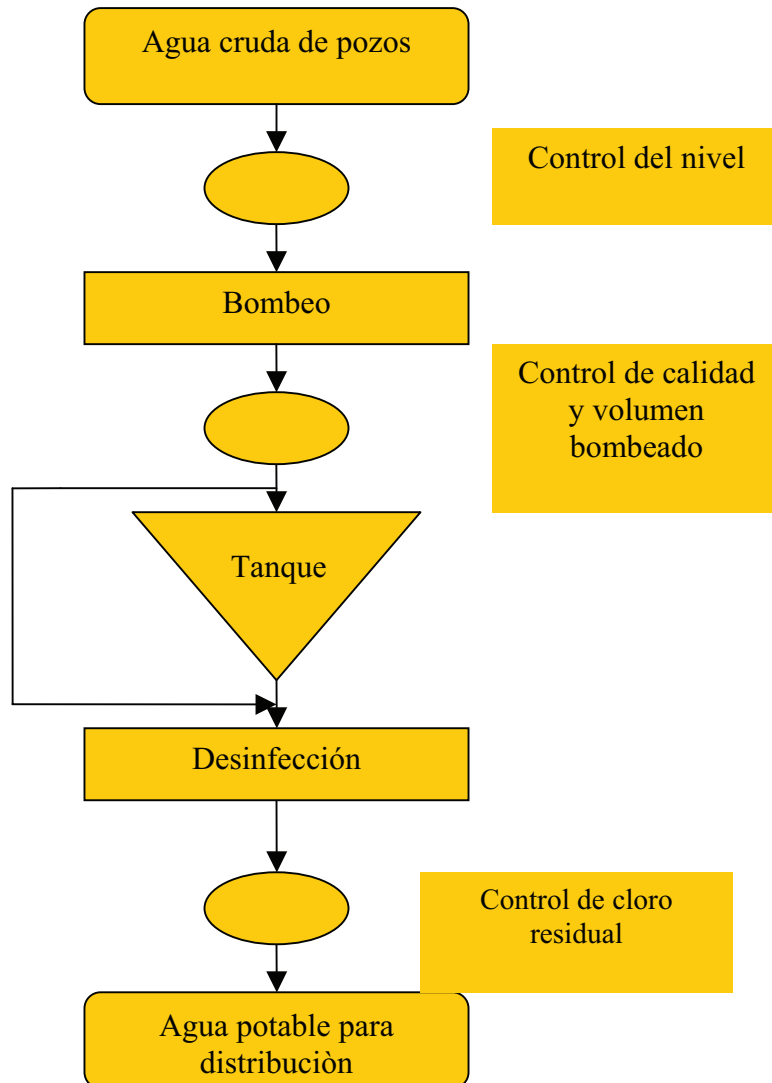 Agua cruda de pozos
Control del nivel
Bombeo
Control de calidad
y volumen
bombeado
Tanque
Desinfección
Control de cloro
residual
Agua potable para
distribuciòn